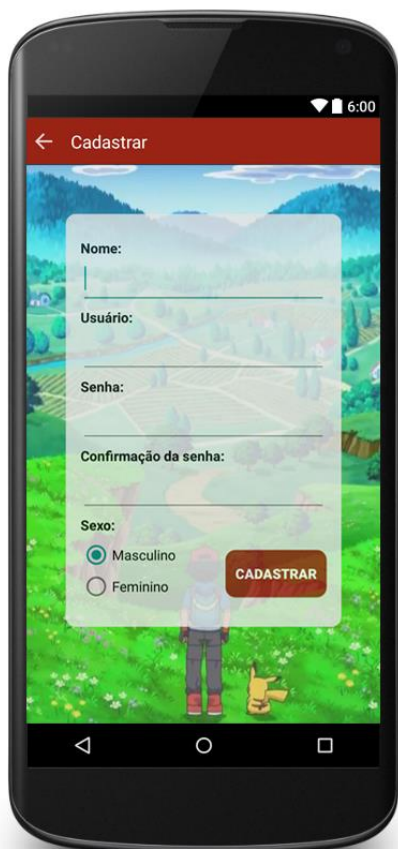 6:00
Cadastrar
Nome:
Usuário:
Senha:
Confirmação da senha:
Sexo:
Masculino
Feminino
CADASTRAR